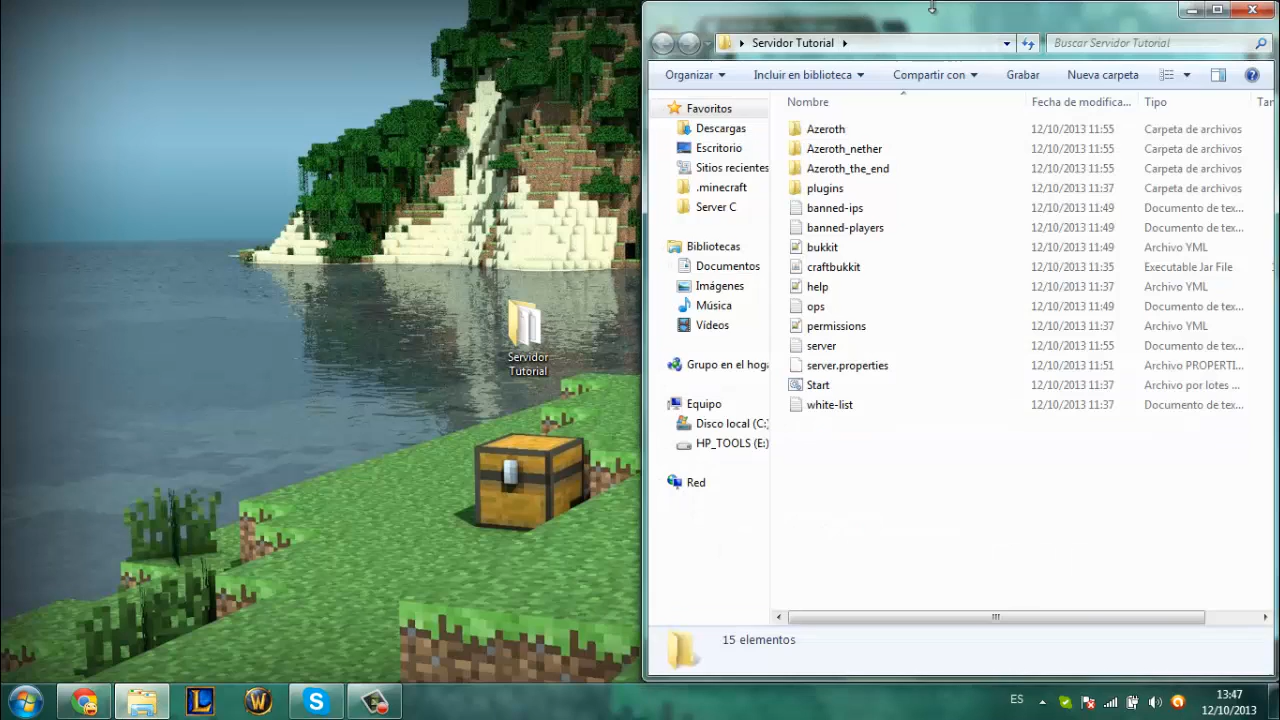 Servidor Tutorial
Buscar Servidor Tutorial
Organizar
Incluir en biblioteca
Compartir con
Grabar
Nueva carpeta
Favoritos
Descargas
Escritorio
Sitios recientes
.minecraft
Server C
Bibliotecas
Documentos
Imágenes
Música
Vídeos
Grupo en el hoga
Equipo
Disco local (C:)
HP_TOOLS (E:)
Red
Nombre Fecha de modifica... Tipo Tar
Azeroth 12/10/2013 11:55 Carpeta de archivos
Azeroth_nether 12/10/2013 11:55 Carpeta de archivos
Azeroth_the_end 12/10/2013 11:55 Carpeta de archivos
plugins 12/10/2013 11:37 Carpeta de archivos
banned-ips 12/10/2013 11:49 Documento de tex...
banned-players 12/10/2013 11:49 Documento de tex...
bukkit 12/10/2013 11:49 Archivo YML
craftbukkit 12/10/2013 11:35 Executable Jar File
help 12/10/2013 11:37 Archivo YML
ops 12/10/2013 11:49 Documento de tex...
permissions 12/10/2013 11:37 Archivo YML
server 12/10/2013 11:55 Documento de tex...
server.properties 12/10/2013 11:51 Archivo PROPERTI...
Start 12/10/2013 11:37 Archivo por lotes ...
white-list 12/10/2013 11:37 Documento de tex...
15 elementos
Servidor
Tutorial
ES
13:47
12/10/2013